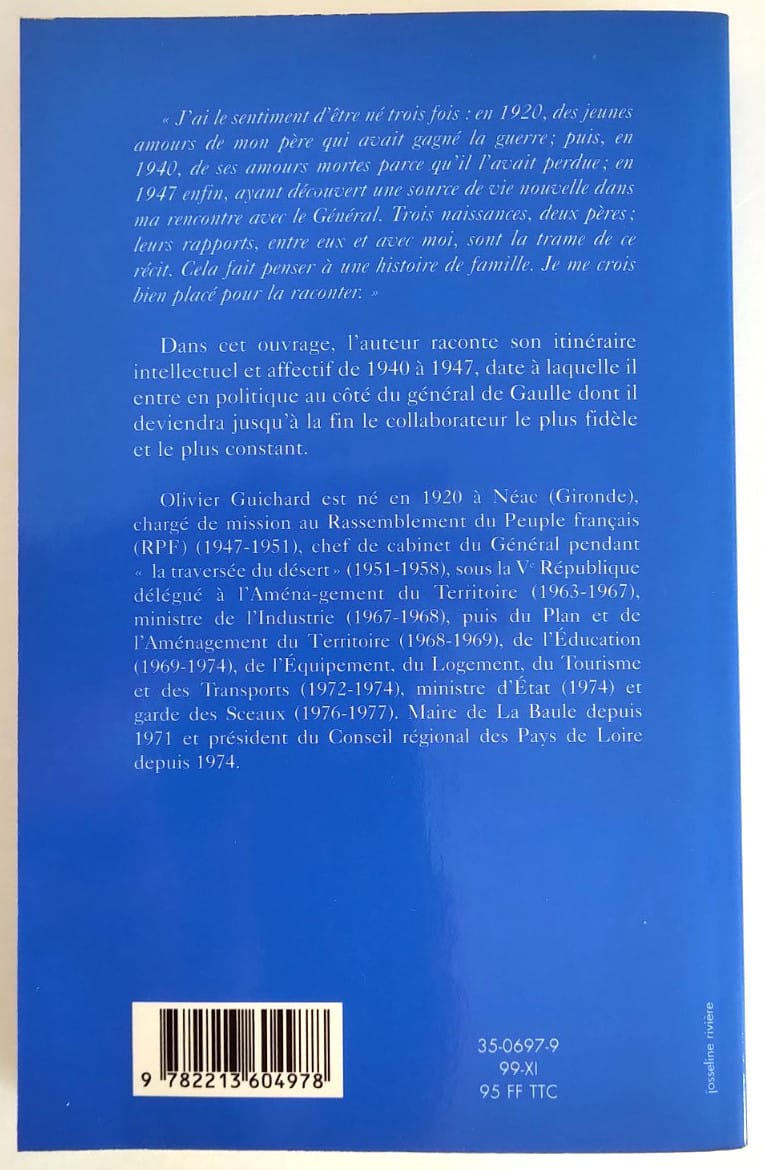 « J'ai le sentiment d'être né trois fois : en 1920, des jeunes
amours de mon père qui avait gagné la guerre ; puis, en
1940, de ses amours mortes parce qu'il l'avait perdue ; en
1947 enfin, ayant découvert une source de vie nouvelle dans
ma rencontre avec le Général. Trois naissances, deux pères ;
leurs rapports, entre eux et avec moi, sont la trame de ce
récit. Cela fait penser à une histoire de famille. Je me crois
bien placé pour la raconter. »
Dans cet ouvrage, l'auteur raconte son itinéraire
intellectuel et affectif de 1940 à 1947, date à laquelle il
entre en politique au côté du général de Gaulle dont il
deviendra jusqu'à la fin le collaborateur le plus fidèle
et le plus constant.
Olivier Guichard est né en 1920 à Néac (Gironde),
chargé de mission au Rassemblement du Peuple français
(RPF) (1947-1951), chef de cabinet du Général pendant
« la traversée du désert » (1951-1958), sous la Ve République
délégué à l'Aména-gement du Territoire (1963-1967),
ministre de l'Industrie (1967-1968), puis du Plan et de
l'Aménagement du Territoire (1968-1969), de l'Éducation
(1969-1974), de l'Équipement, du Logement, du Tourisme
et des Transports (1972-1974), ministre d'État (1974) et
garde des Sceaux (1976-1977). Maire de La Baule depuis
1971 et président du Conseil régional des Pays de Loire
depuis 1974.
9 782213 604978
35-0697-9
99-XI
95 FF TTC
josseline rivière